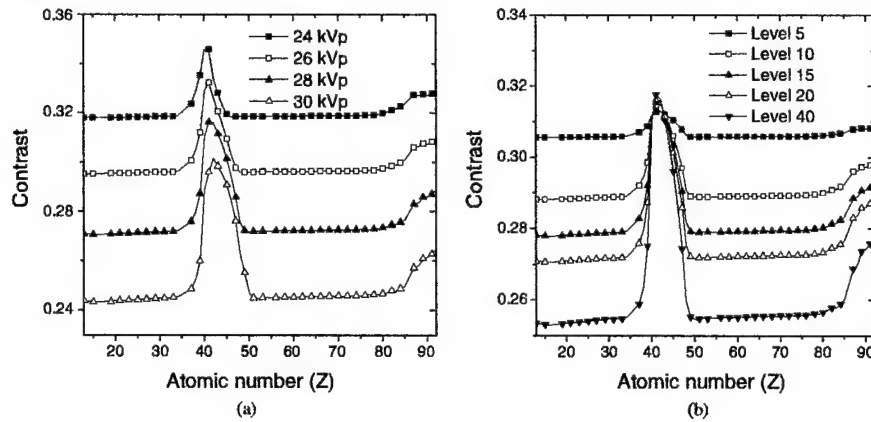 0.36
0.32
0.28
0.24
Contrast
24 kVp
26 kVp
28 kVp
30 kVp
20 30 40 50 60 70 80 90
Atomic number (Z)
(a)
0.34
0.32
0.30
0.28
0.26
Contrast
Level 5
Level 10
Level 15
Level 20
Level 40
20 30 40 50 60 70 80 90
Atomic number (Z)
(b)